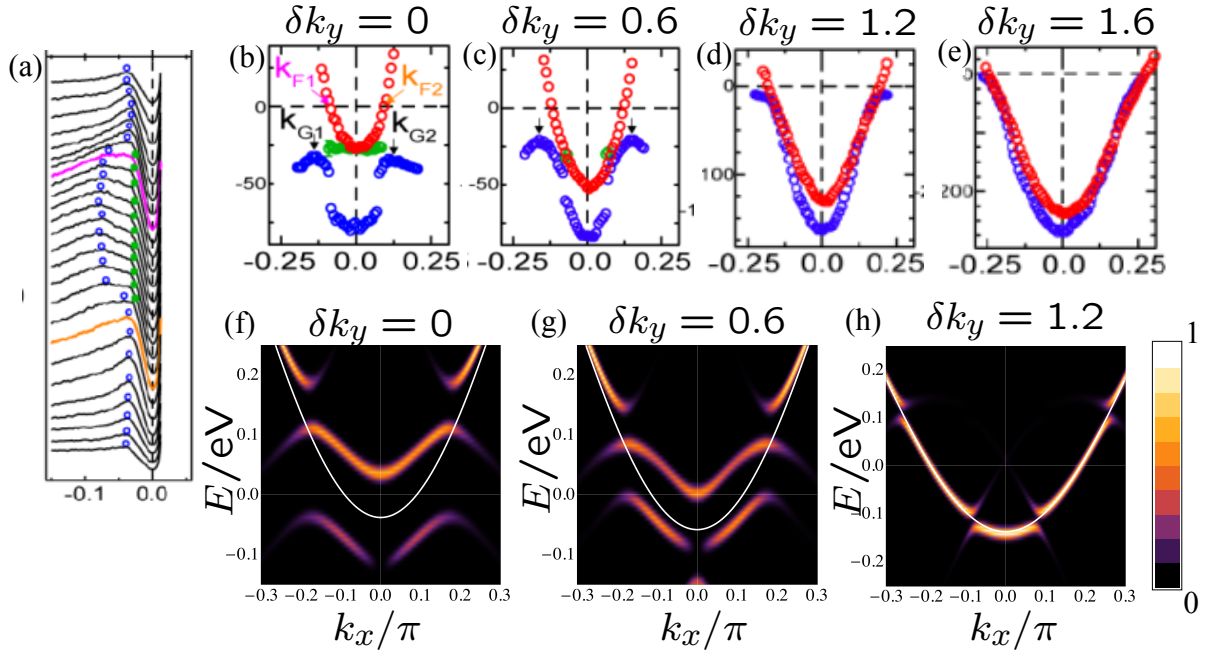 δk_y = 0
δk_y = 0.6
δk_y = 1.2
δk_y = 1.6
(a)
(b)
(c)
(d)
(e)
k_F1
k_F2
k_G1
k_G2
0
-50
-0.25 0.0 0.25
0
-50
-1
-0.25 0.0 0.25
0
100
-0.25 0.0 0.25
200
-0.25 0.0 0.25
-0.1 0.0
(f) δk_y = 0
(g) δk_y = 0.6
(h) δk_y = 1.2
E/eV
0.2
0.1
0.0
−0.1
−0.3 −0.2 −0.1 0.0 0.1 0.2 0.3
k_x/π
E/eV
0.2
0.1
0.0
−0.1
−0.3 −0.2 −0.1 0.0 0.1 0.2 0.3
k_x/π
E/eV
0.2
0.1
0.0
−0.1
−0.2
−0.3 −0.2 −0.1 0.0 0.1 0.2 0.3
k_x/π
1
0